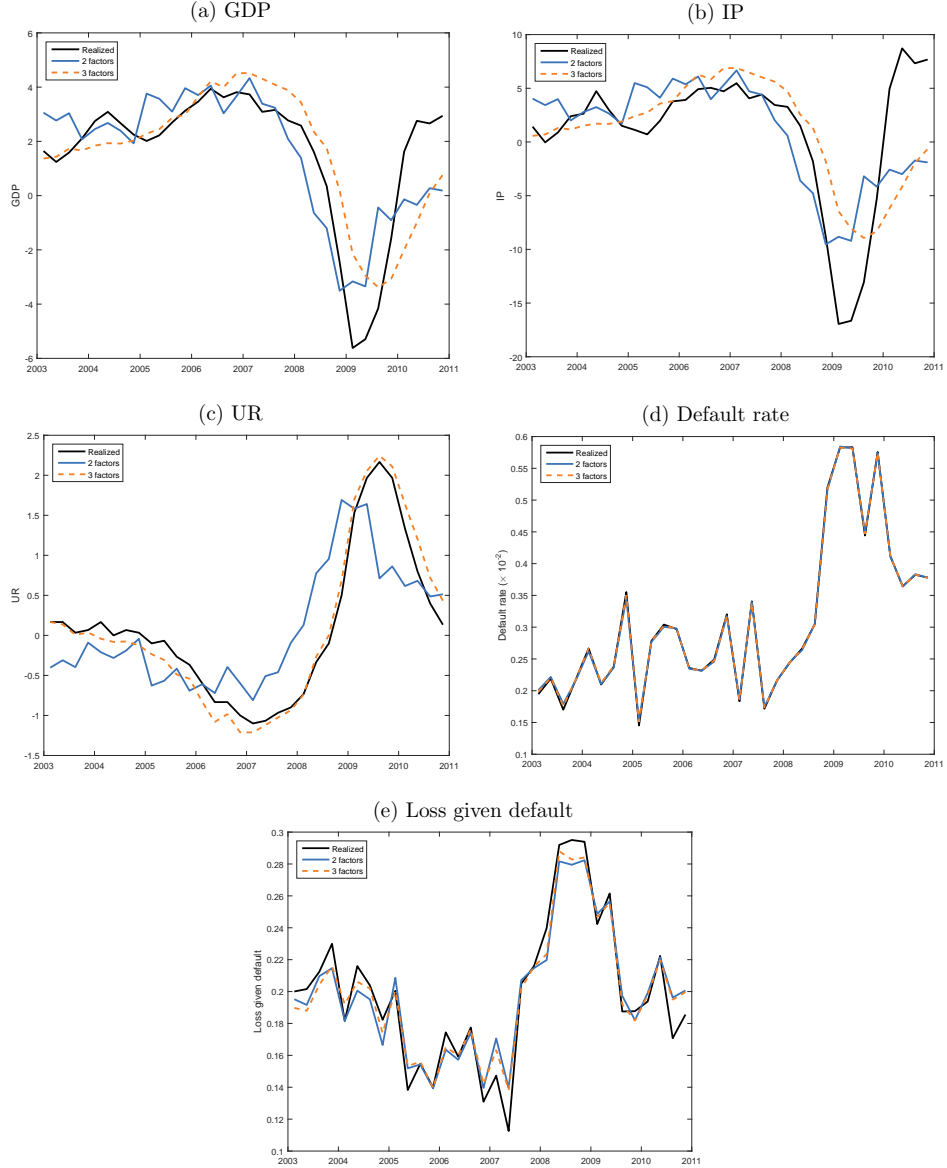 (a) GDP
6
4
2
0
-2
-4
-6
GDP
Realized
2 factors
3 factors
2003 2004 2005 2006 2007 2008 2009 2010 2011
(b) IP
10
5
0
-5
-10
-15
-20
IP
Realized
2 factors
3 factors
2003 2004 2005 2006 2007 2008 2009 2010 2011
(c) UR
2.5
2
1.5
1
0.5
0
-0.5
-1
-1.5
UR
Realized
2 factors
3 factors
2003 2004 2005 2006 2007 2008 2009 2010 2011
(d) Default rate
0.6
0.55
0.5
0.45
0.4
0.35
0.3
0.25
0.2
0.15
0.1
Default rate (× 10-2)
Realized
2 factors
3 factors
2003 2004 2005 2006 2007 2008 2009 2010 2011
(e) Loss given default
0.3
0.28
0.26
0.24
0.22
0.2
0.18
0.16
0.14
0.12
0.1
Loss given default
Realized
2 factors
3 factors
2003 2004 2005 2006 2007 2008 2009 2010 2011